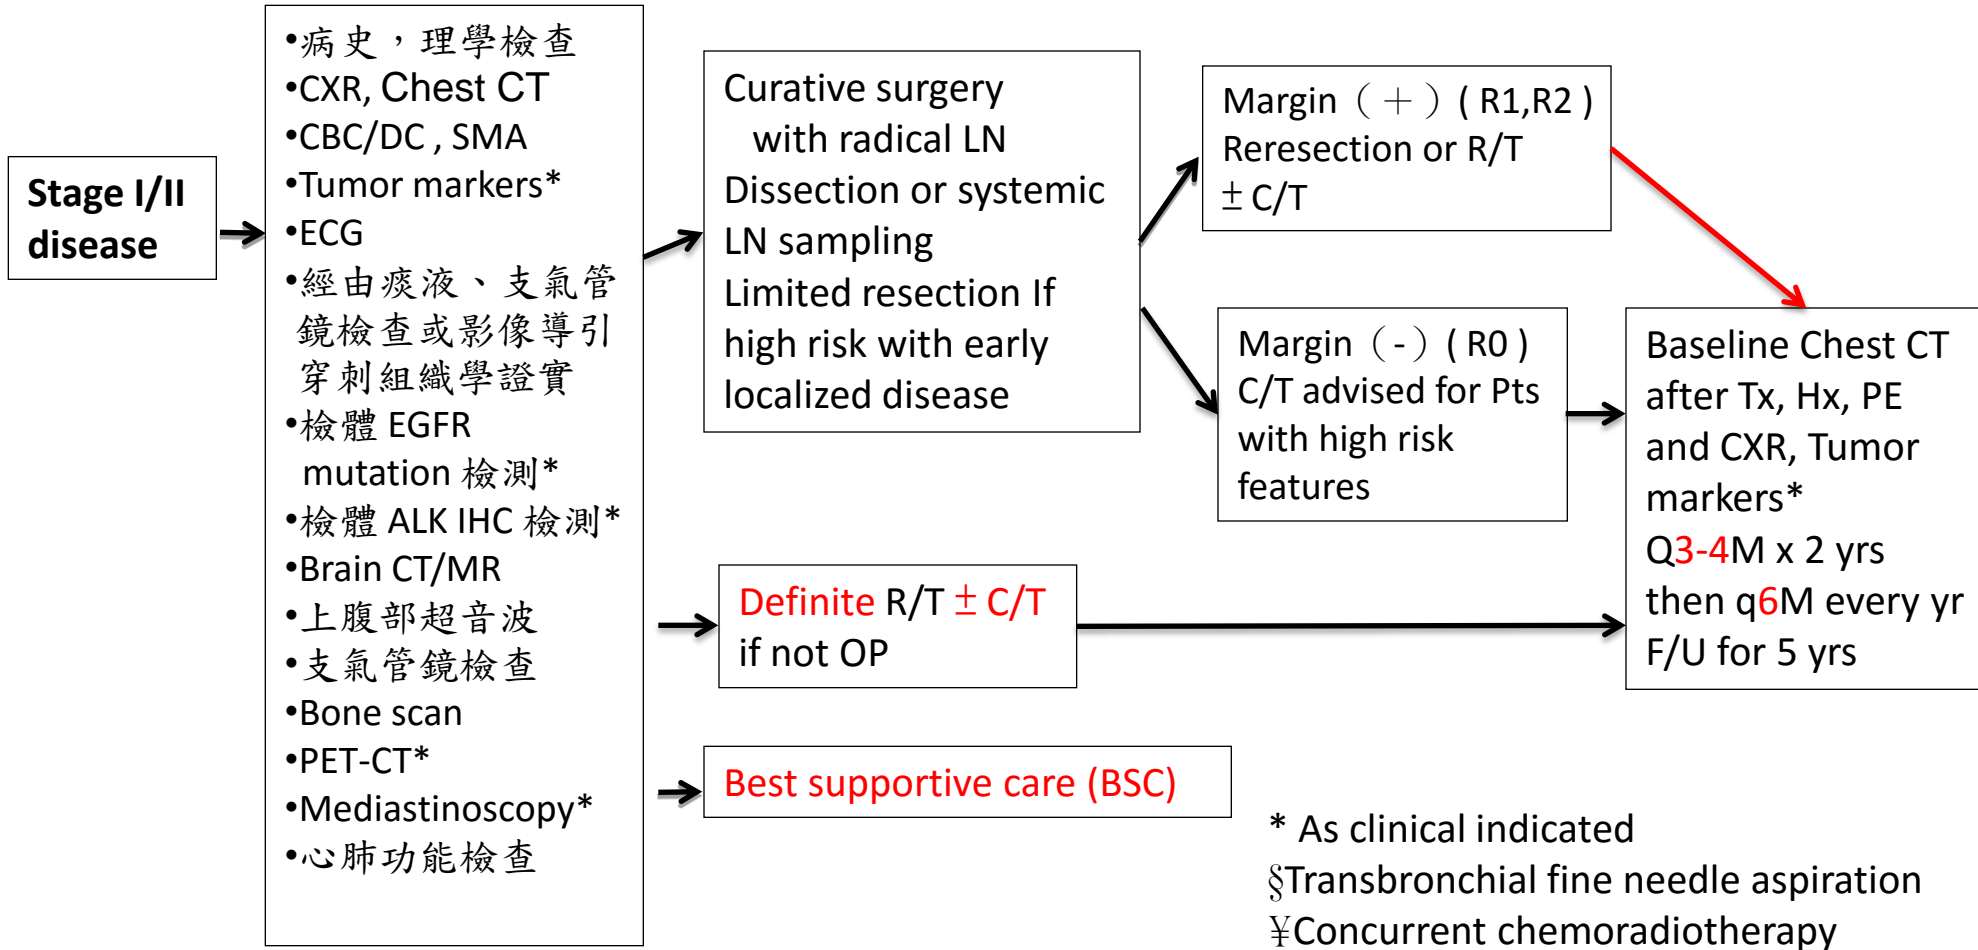 Stage I/II
disease
•病史，理學檢查
•CXR, Chest CT
•CBC/DC , SMA
•Tumor markers*
•ECG
•經由痰液、支氣管
鏡檢查或影像導引
穿刺組織學證實
•檢體 EGFR
mutation 檢測*
•檢體 ALK IHC 檢測*
•Brain CT/MR
•上腹部超音波
•支氣管鏡檢查
•Bone scan
•PET-CT*
•Mediastinoscopy*
•心肺功能檢查
Curative surgery
with radical LN
Dissection or systemic
LN sampling
Limited resection If
high risk with early
localized disease
Definite R/T ± C/T
if not OP
Best supportive care (BSC)
Margin（＋）( R1,R2 )
Reresection or R/T
± C/T
Margin（-）( R0 )
C/T advised for Pts
with high risk
features
Baseline Chest CT
after Tx, Hx, PE
and CXR, Tumor
markers*
Q3-4M x 2 yrs
then q6M every yr
F/U for 5 yrs
* As clinical indicated
§Transbronchial fine needle aspiration
¥Concurrent chemoradiotherapy